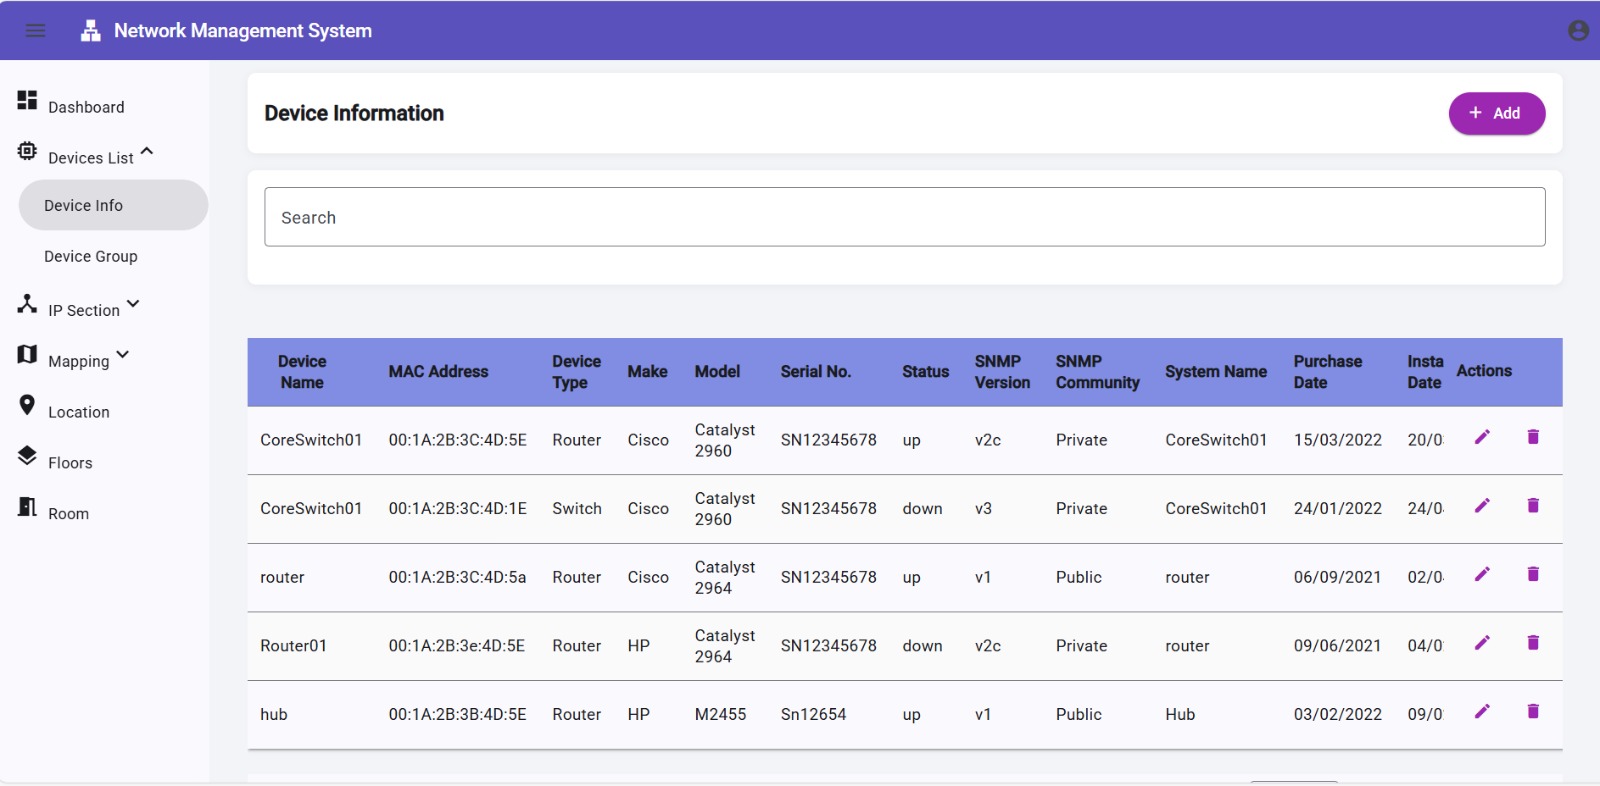 Network Management System
Dashboard
Devices List
Device Info
Device Group
IP Section
Mapping
Location
Floors
Room
Device Information
+ Add
Search
Device Name MAC Address Device Type Make Model Serial No. Status SNMP Version SNMP Community System Name Purchase Date Insta Date Actions
CoreSwitch01 00:1A:2B:3C:4D:5E Router Cisco Catalyst 2960 SN12345678 up v2c Private CoreSwitch01 15/03/2022 20/0
CoreSwitch01 00:1A:2B:3C:4D:1E Switch Cisco Catalyst 2960 SN12345678 down v3 Private CoreSwitch01 24/01/2022 24/0
router 00:1A:2B:3C:4D:5a Router Cisco Catalyst 2964 SN12345678 up v1 Public router 06/09/2021 02/0
Router01 00:1A:2B:3e:4D:5E Router HP Catalyst 2964 SN12345678 down v2c Private router 09/06/2021 04/0
hub 00:1A:2B:3B:4D:5E Router HP M2455 Sn12654 up v1 Public Hub 03/02/2022 09/0